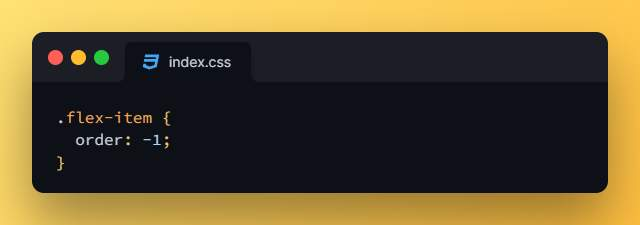 index.css
.flex-item {
  order: -1;
}